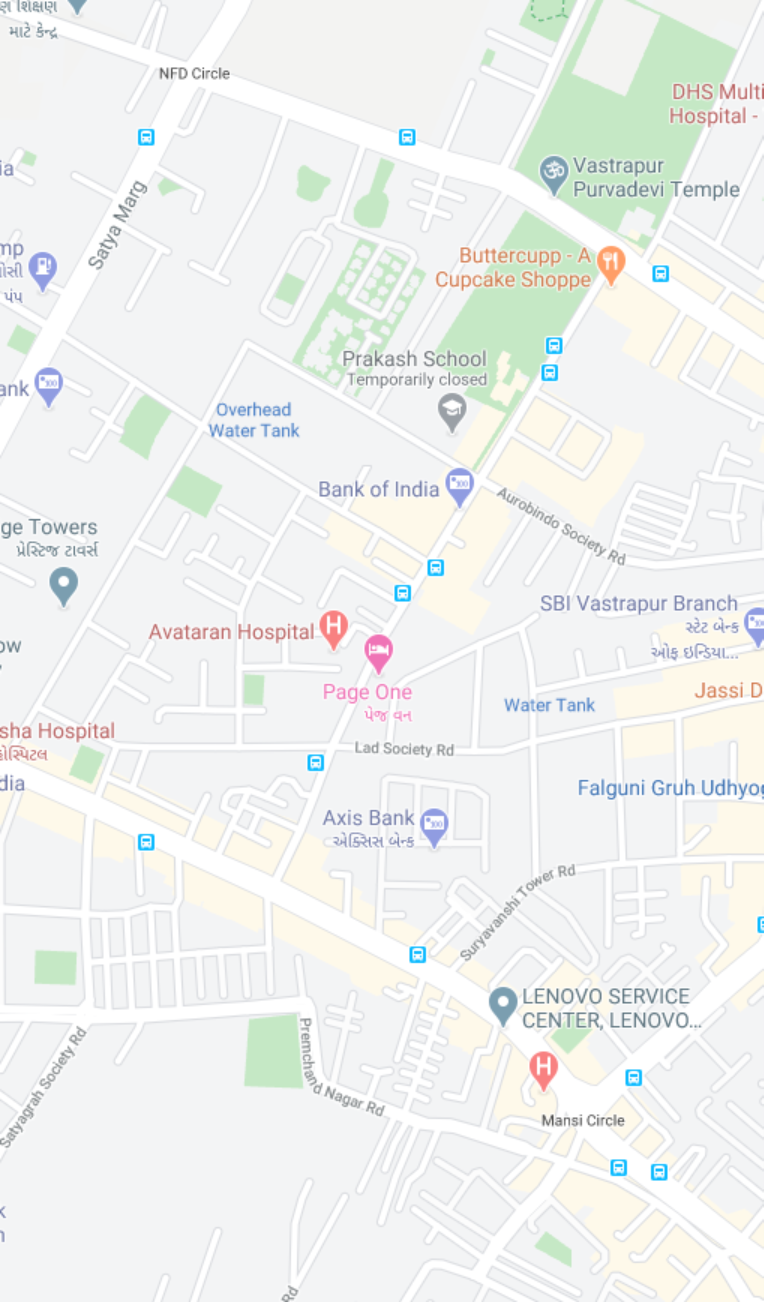 શિક્ષણ
માટે કેન્દ્ર
NFD Circle
DHS Multi
Hospital -
ia
Vastrapur
Purvadevi Temple
Satya Marg
mp
પંપ
Buttercupp - A
Cupcake Shoppe
Prakash School
Temporarily closed
ank
Overhead
Water Tank
Bank of India
Aurobindo Society Rd
ge Towers
પ્રેસ્ટિજ ટાવર્સ
SBI Vastrapur Branch
સ્ટેટ બેન્ક
ઓફ ઇન્ડિયા...
Avataran Hospital
ow
Page One
પેજ વન
Water Tank
Jassi D
sha Hospital
હોસ્પિટલ
Lad Society Rd
dia
Falguni Gruh Udhyog
Axis Bank
એક્સિસ બેન્ક
Suryavanshi Tower Rd
LENOVO SERVICE
CENTER, LENOVO...
Satyagrah Society Rd
Premchand Nagar Rd
Mansi Circle
k
Rd